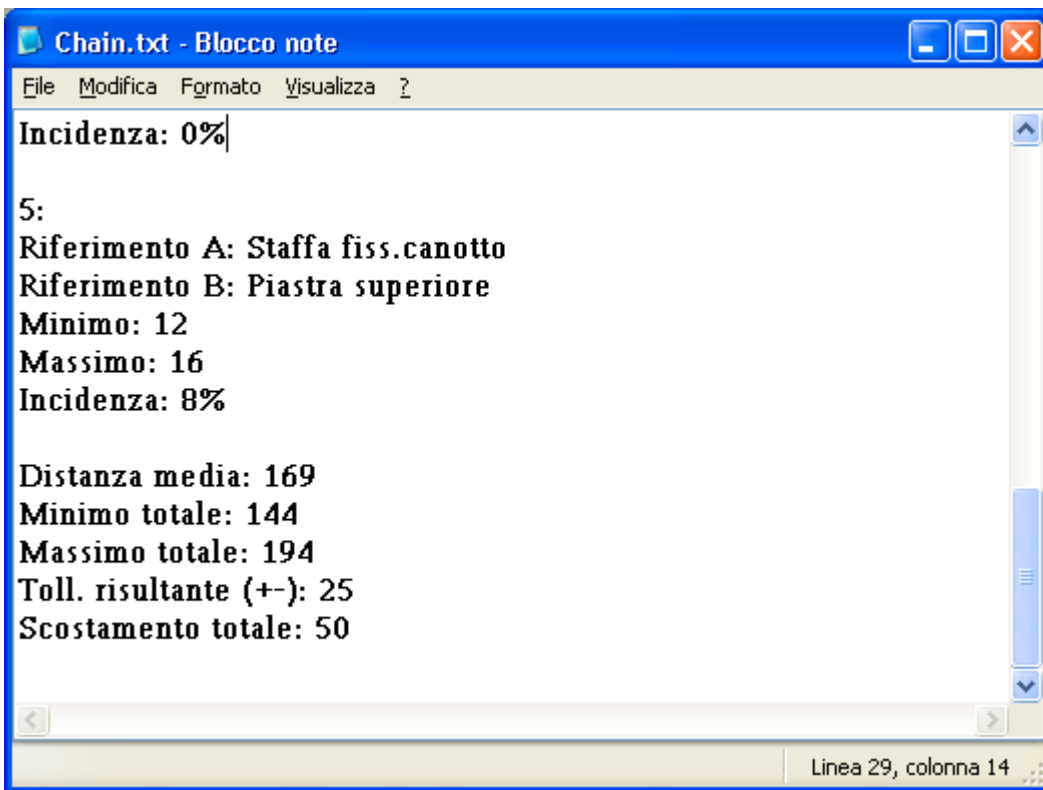 Chain.txt - Blocco note
File Modifica Formato Visualizza ?
Incidenza: 0%
5:
Riferimento A: Staffa fiss.canotto
Riferimento B: Piastra superiore
Minimo: 12
Massimo: 16
Incidenza: 8%
Distanza media: 169
Minimo totale: 144
Massimo totale: 194
Toll. risultante (+-): 25
Scostamento totale: 50
Linea 29, colonna 14